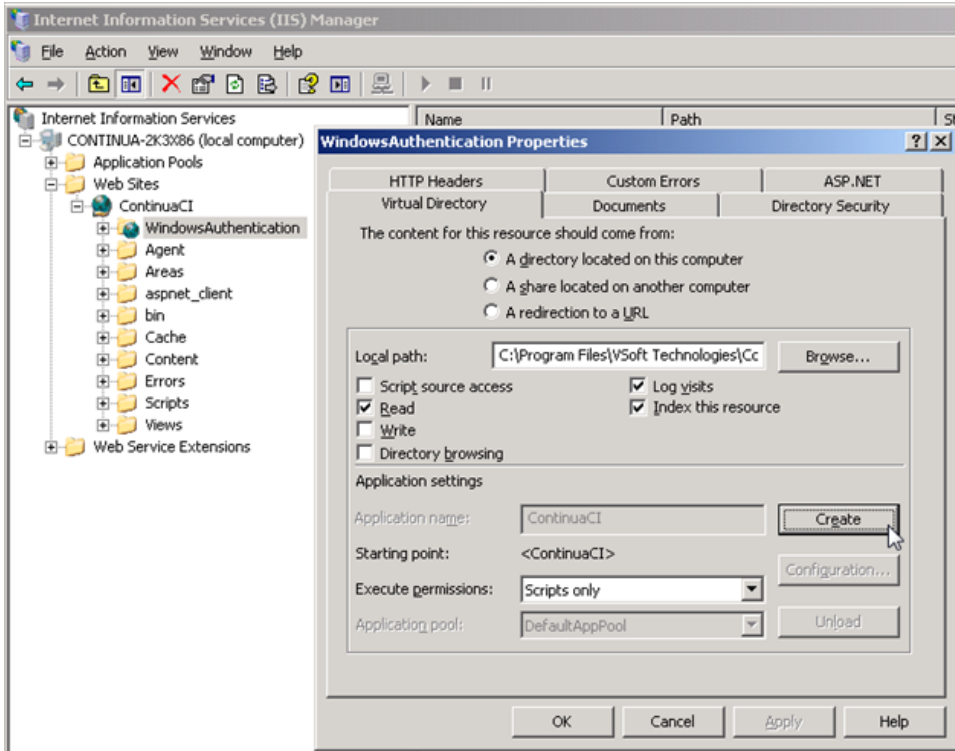 Internet Information Services (IIS) Manager
File Action View Window Help
Internet Information Services
CONTINUA-2K3X86 (local computer)
Application Pools
Web Sites
ContinuaCI
WindowsAuthentication
Agent
Areas
aspnet_client
bin
Cache
Content
Errors
Scripts
Views
Web Service Extensions
Name Path
WindowsAuthentication Properties
HTTP Headers Custom Errors ASP.NET
Virtual Directory Documents Directory Security
The content for this resource should come from:
A directory located on this computer
A share located on another computer
A redirection to a URL
Local path: C:\Program Files\VSoft Technologies\Cc Browse...
Script source access Log visits
Read Index this resource
Write
Directory browsing
Application settings
Application name: ContinuaCI Create
Starting point: <ContinuaCI>
Configuration...
Execute permissions: Scripts only
Application pool: DefaultAppPool Unload
OK Cancel Apply Help